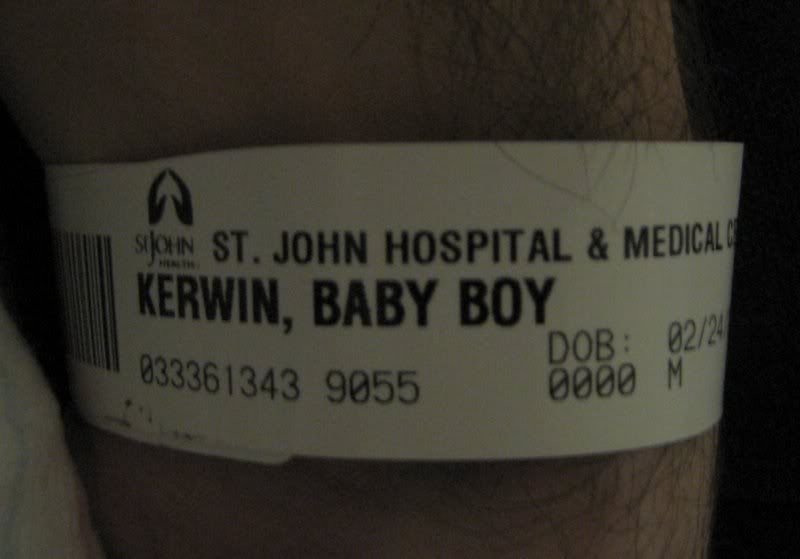 STJOHN
HEALTH
ST. JOHN HOSPITAL & MEDICAL
KERWIN, BABY BOY
DOB: 02/24
033361343 9055
0000 M